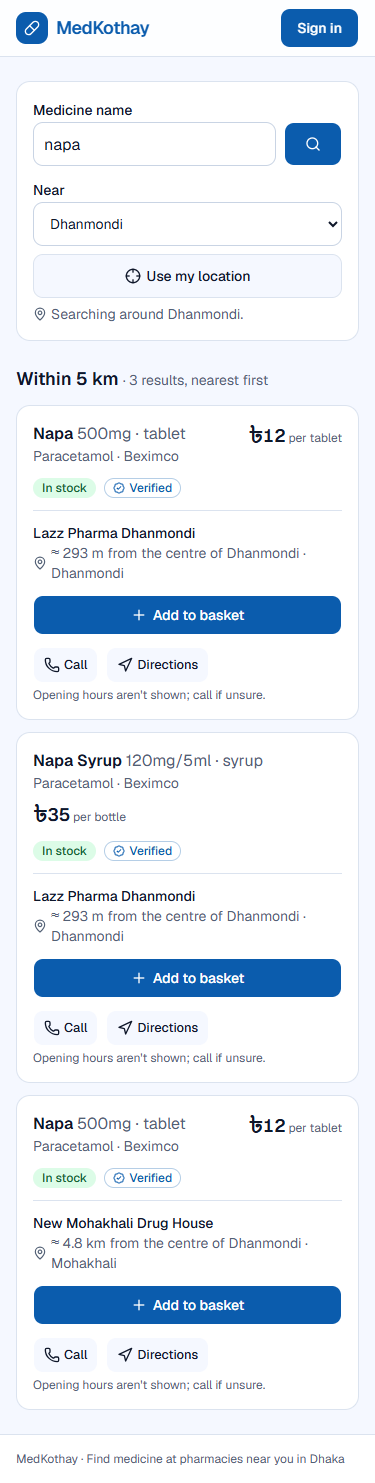 MedKothay
Sign in
Medicine name
napa
Near
Dhanmondi
Use my location
Searching around Dhanmondi.
Within 5 km · 3 results, nearest first
Napa 500mg · tablet
৳12 per tablet
Paracetamol · Beximco
In stock
Verified
Lazz Pharma Dhanmondi
≈ 293 m from the centre of Dhanmondi ·
Dhanmondi
Add to basket
Call
Directions
Opening hours aren't shown; call if unsure.
Napa Syrup 120mg/5ml · syrup
Paracetamol · Beximco
৳35 per bottle
In stock
Verified
Lazz Pharma Dhanmondi
≈ 293 m from the centre of Dhanmondi ·
Dhanmondi
Add to basket
Call
Directions
Opening hours aren't shown; call if unsure.
Napa 500mg · tablet
৳12 per tablet
Paracetamol · Beximco
In stock
Verified
New Mohakhali Drug House
≈ 4.8 km from the centre of Dhanmondi ·
Mohakhali
Add to basket
Call
Directions
Opening hours aren't shown; call if unsure.
MedKothay · Find medicine at pharmacies near you in Dhaka